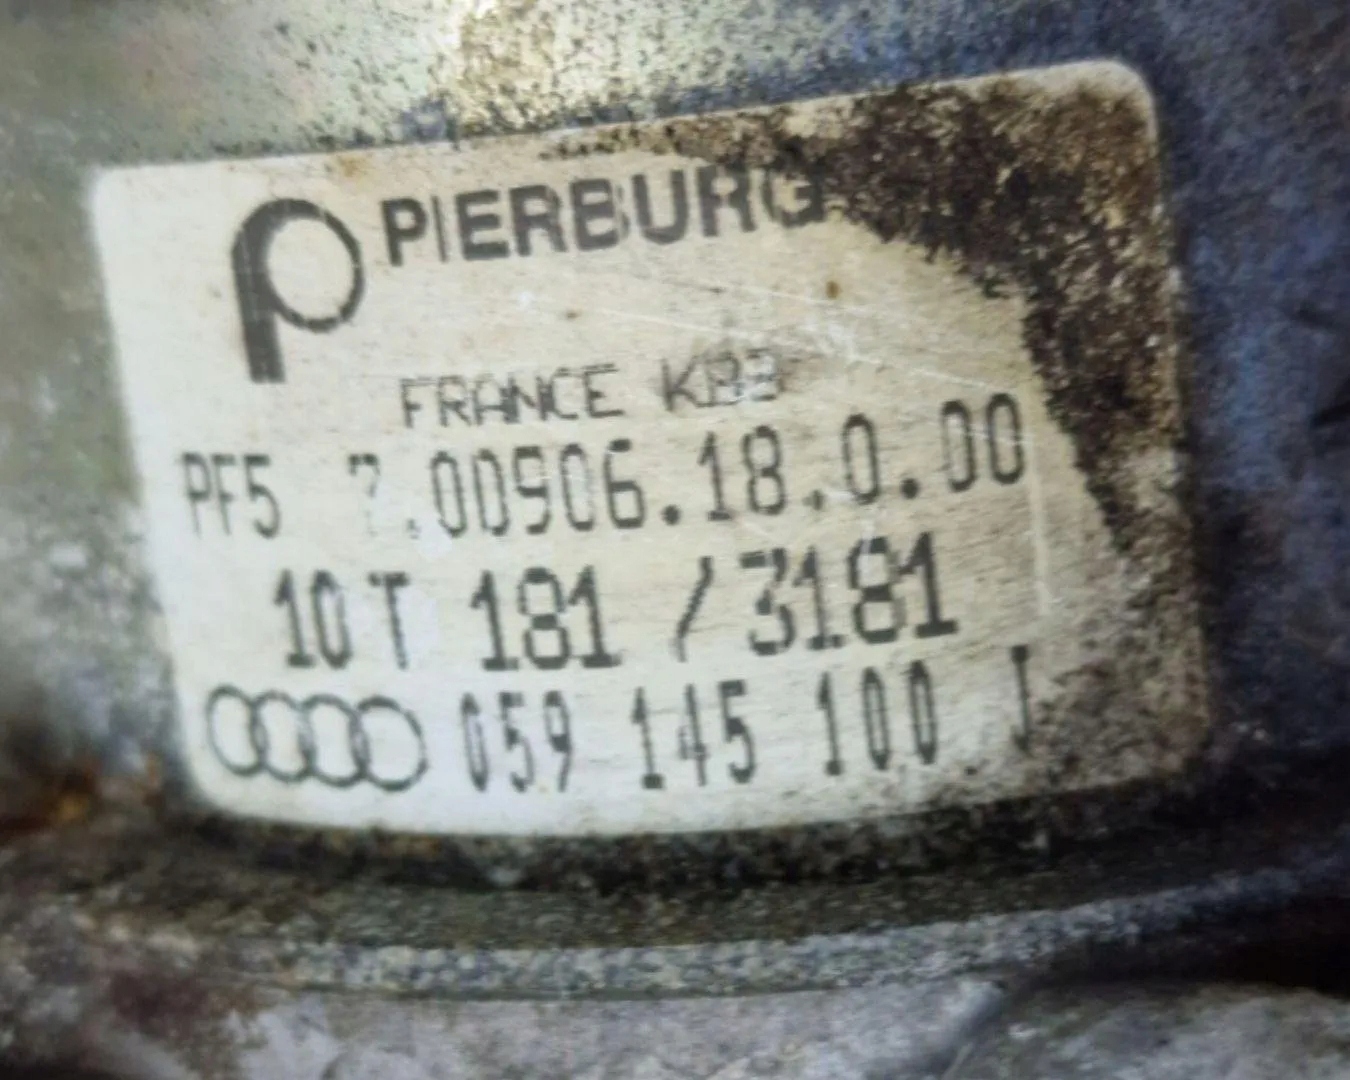 PIERBURG
FRANCE KB3
PF5 7.00906.18.0.00
10 T 181 / 3181
059 145 100 J